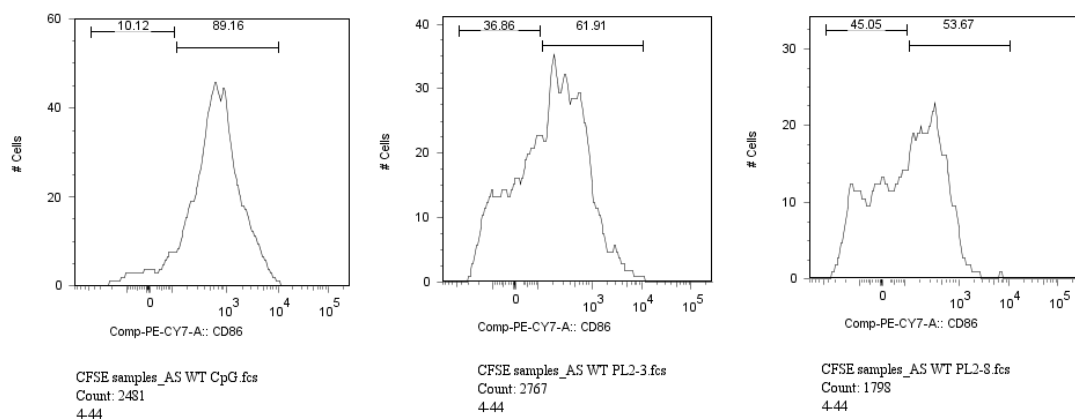 10.12 89.16
60
40
20
0
# Cells
0 10^3 10^4 10^5
Comp-PE-CY7-A:: CD86
CFSE samples_AS WT CpG.fcs
Count: 2481
4-44
36.86 61.91
40
30
20
10
0
# Cells
0 10^3 10^4 10^5
Comp-PE-CY7-A:: CD86
CFSE samples_AS WT PL2-3.fcs
Count: 2767
4-44
45.05 53.67
30
20
10
0
# Cells
0 10^3 10^4 10^5
Comp-PE-CY7-A:: CD86
CFSE samples_AS WT PL2-8.fcs
Count: 1798
4-44